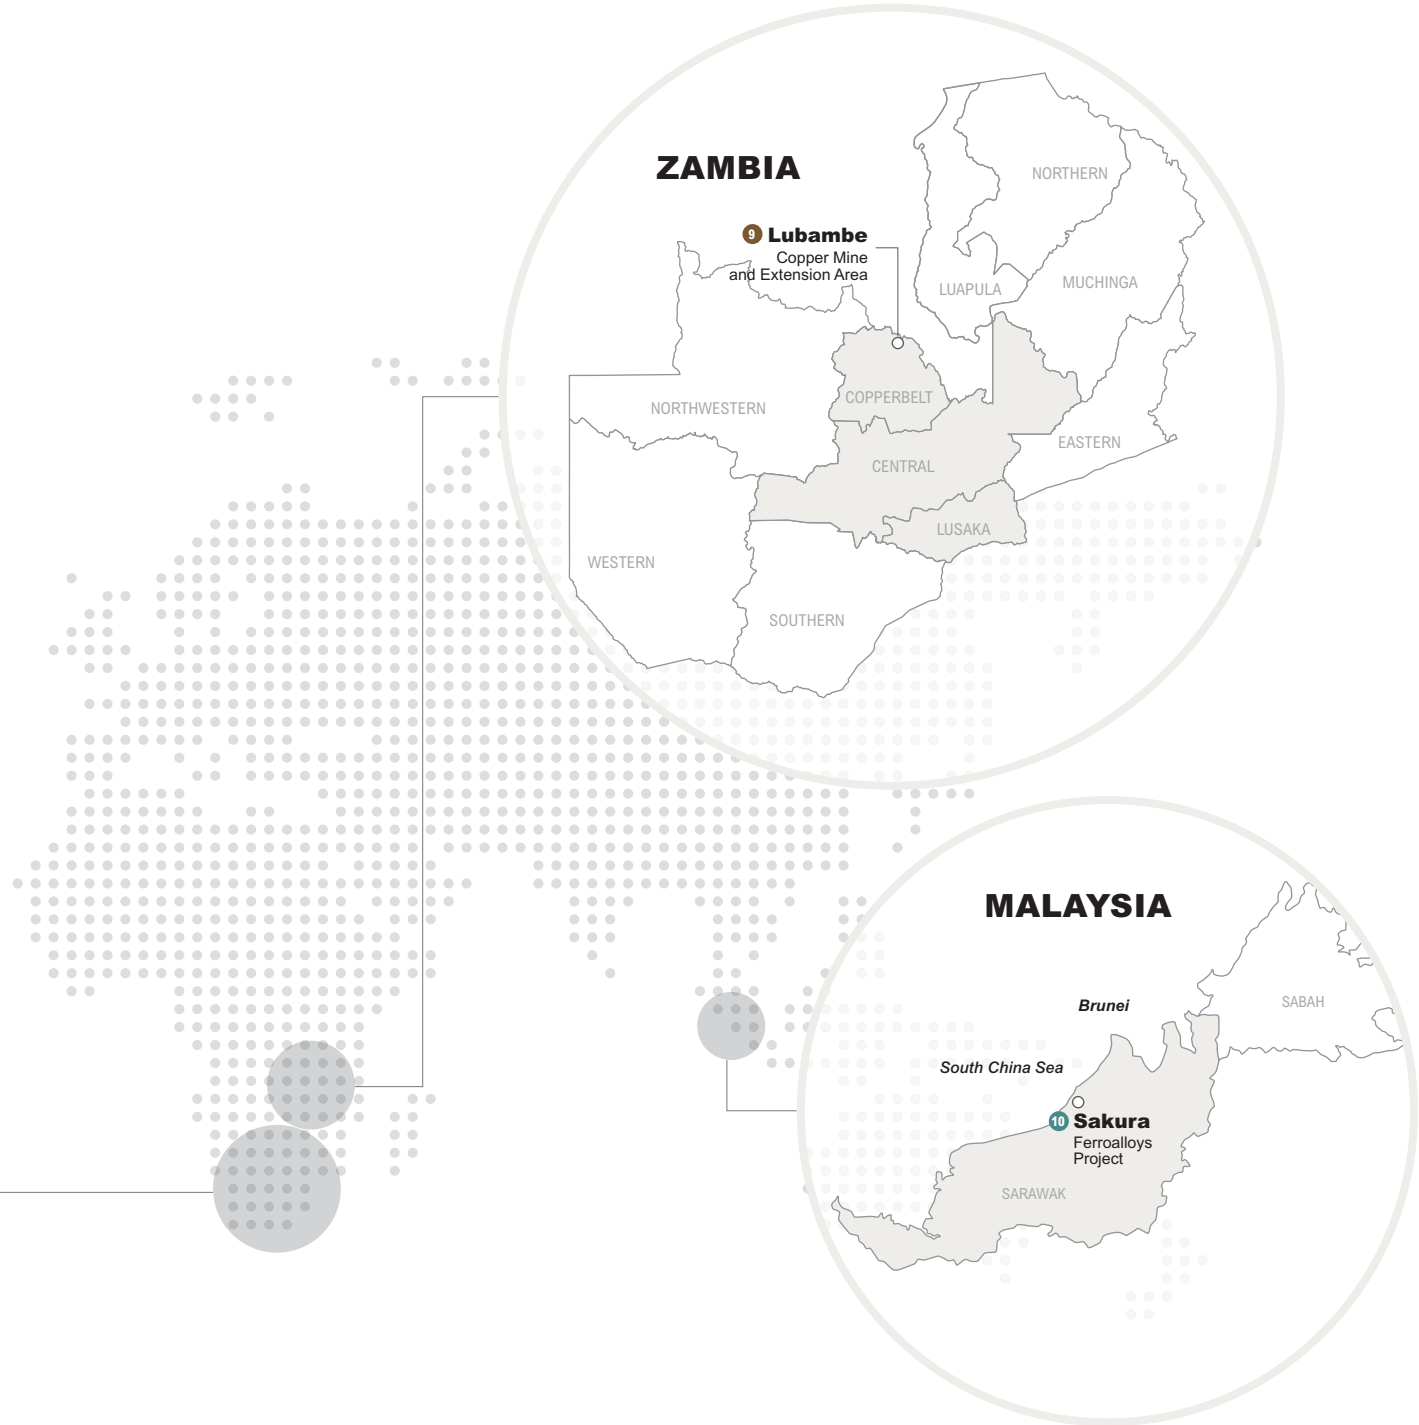 ZAMBIA
NORTHERN
9 Lubambe
Copper Mine
and Extension Area
LUAPULA
MUCHINGA
COPPERBELT
NORTHWESTERN
EASTERN
CENTRAL
LUSAKA
WESTERN
SOUTHERN
MALAYSIA
SABAH
Brunei
South China Sea
10 Sakura
Ferroalloys
Project
SARAWAK